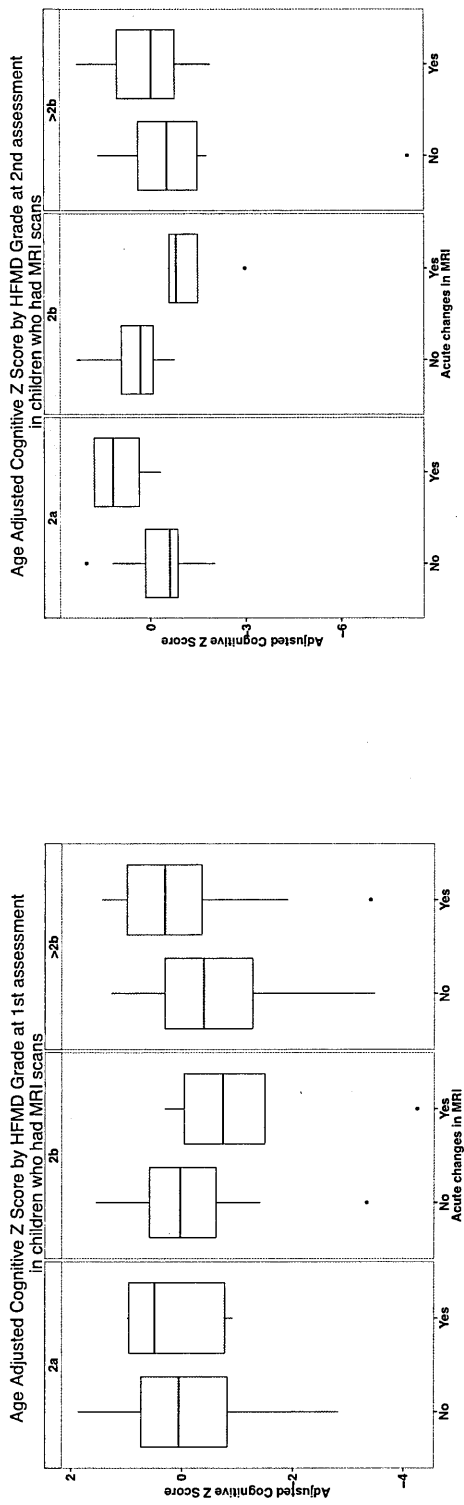 Age Adjusted Cognitive Z Score by HFMD Grade at 1st assessment
in children who had MRI scans
2a
2b
>2b
2
0
−2
−4
Adjusted Cognitive Z Score
No
Yes
No
Yes
No
Yes
Acute changes in MRI
Age Adjusted Cognitive Z Score by HFMD Grade at 2nd assessment
in children who had MRI scans
2a
2b
>2b
0
−3
−6
Adjusted Cognitive Z Score
No
Yes
No
Yes
No
Yes
Acute changes in MRI